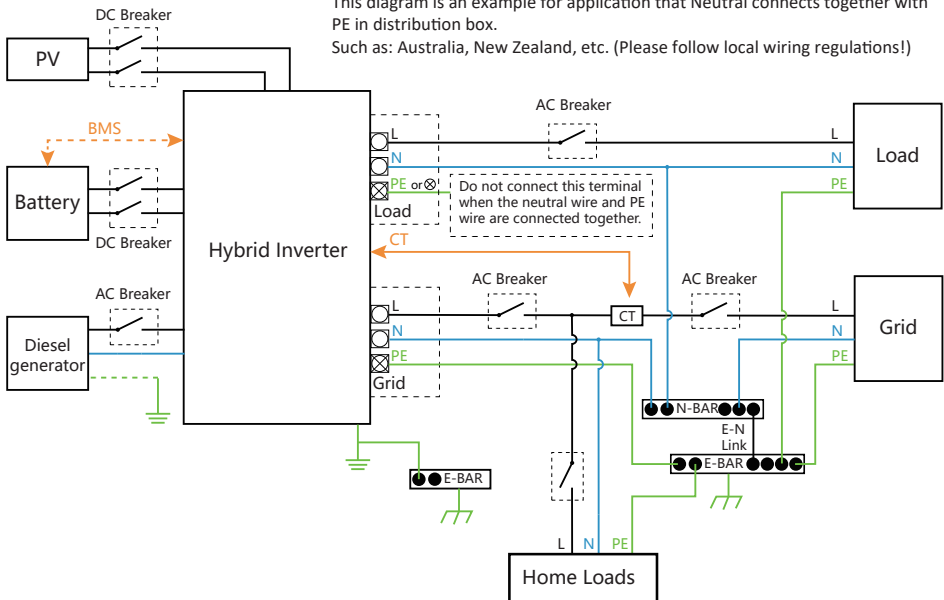 This diagram is an example for application that Neutral connects together with
PE in distribution box.
Such as: Australia, New Zealand, etc. (Please follow local wiring regulations!)
DC Breaker
PV
BMS
Battery
DC Breaker
AC Breaker
Diesel
generator
Hybrid Inverter
L
N
PE or
Load
Do not connect this terminal
when the neutral wire and PE
wire are connected together.
AC Breaker
L
N
PE
Load
CT
L
N
PE
Grid
AC Breaker
CT
AC Breaker
L
N
PE
Grid
N-BAR
E-N
Link
E-BAR
E-BAR
L
N
PE
Home Loads